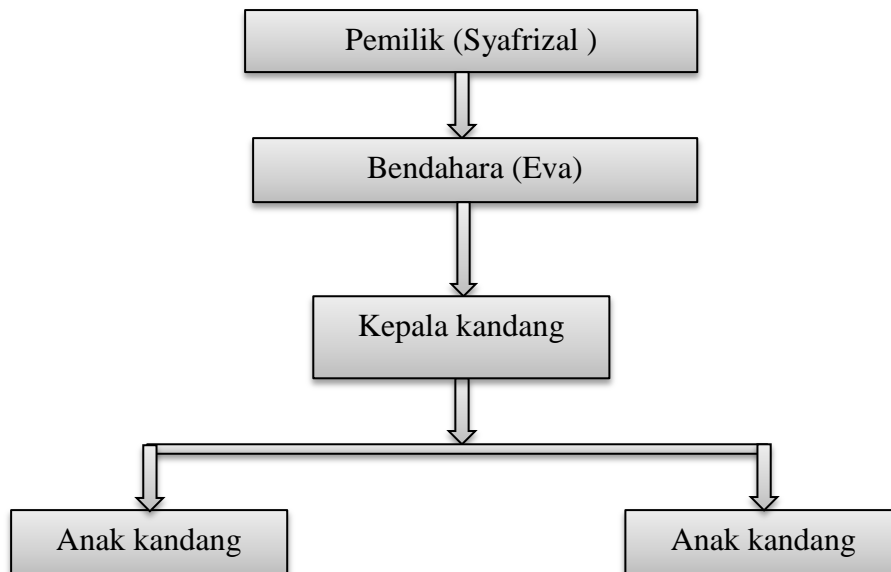 Pemilik (Syafrizal )
Bendahara (Eva)
Kepala kandang
Anak kandang
Anak kandang